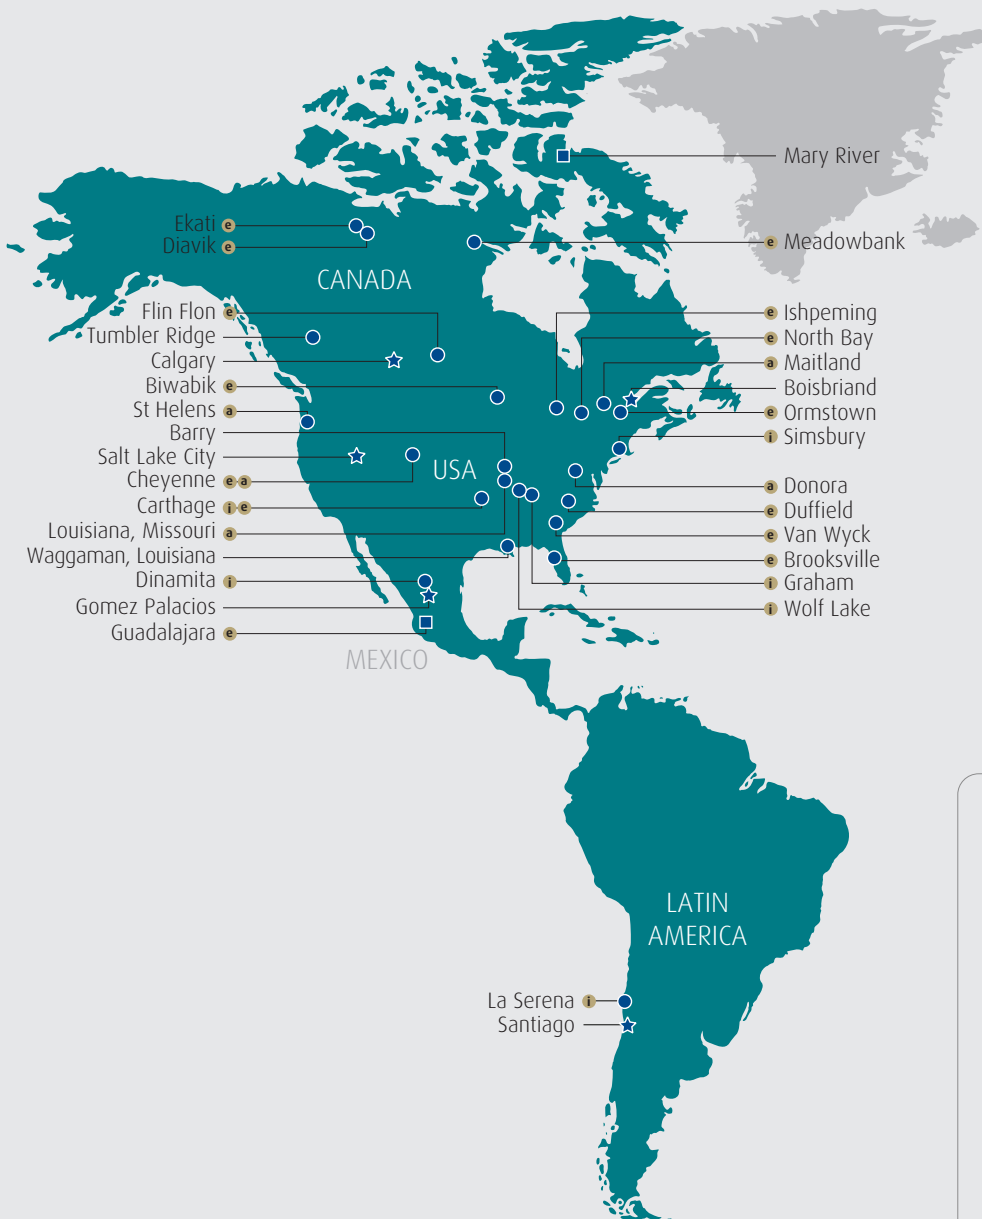 Mary River
Ekati e
Diavik e
e Meadowbank
CANADA
Flin Flon e
Tumbler Ridge
Calgary
Biwabik e
St Helens a
Barry
Salt Lake City
Cheyenne e a
Carthage i e
Louisiana, Missouri a
Waggaman, Louisiana
Dinamita i
Gomez Palacios
Guadalajara e
e Ishpeming
e North Bay
a Maitland
Boisbriand
e Ormstown
i Simsbury
USA
a Donora
e Duffield
e Van Wyck
e Brooksville
i Graham
i Wolf Lake
MEXICO
LATIN
AMERICA
La Serena i
Santiago